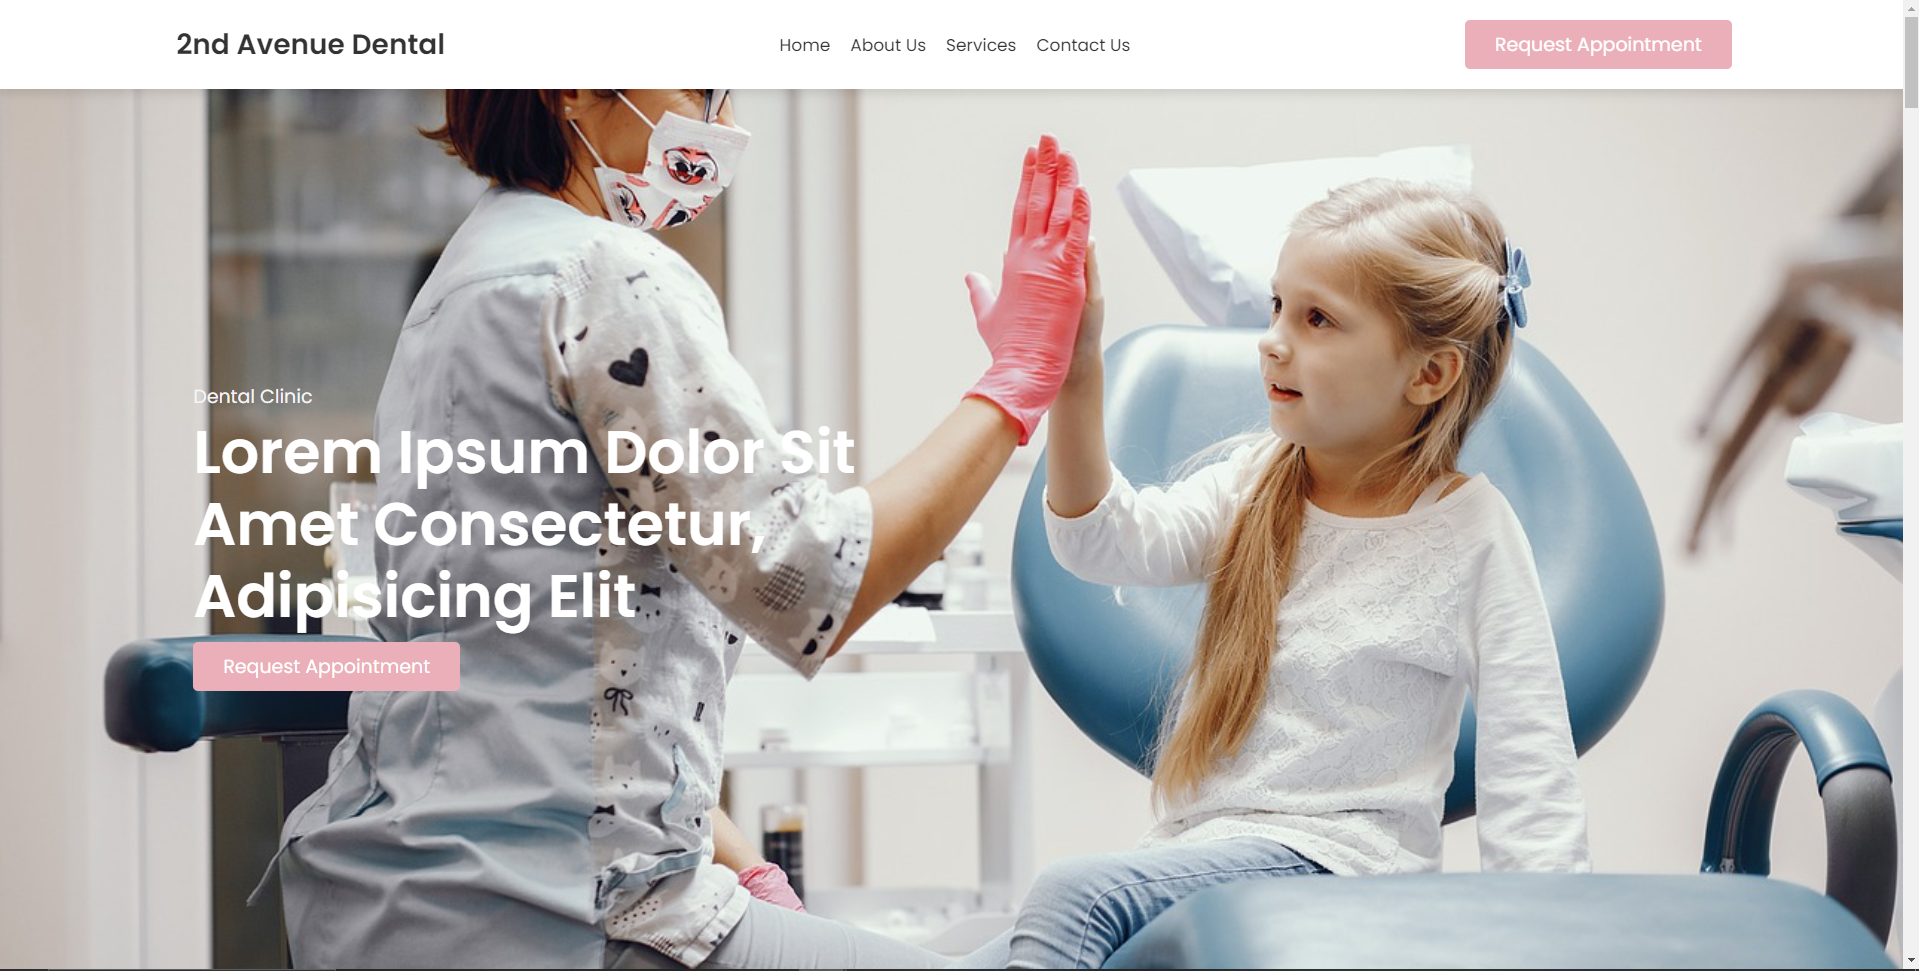 2nd Avenue Dental
Home About Us Services Contact Us
Request Appointment
Dental Clinic
Lorem Ipsum Dolor Sit
Amet Consectetur,
Adipisicing Elit
Request Appointment